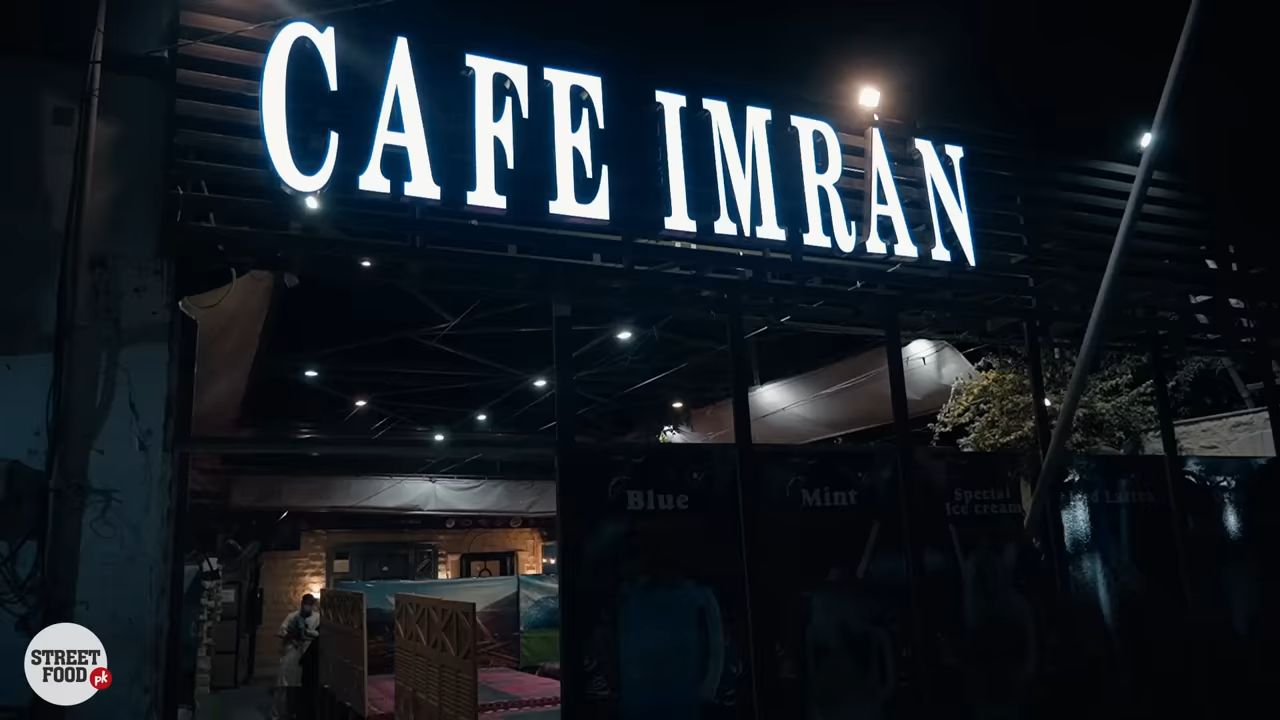 CAFE IMRAN
Blue
Mint
Special
Ice cream
STREET
FOOD
pk